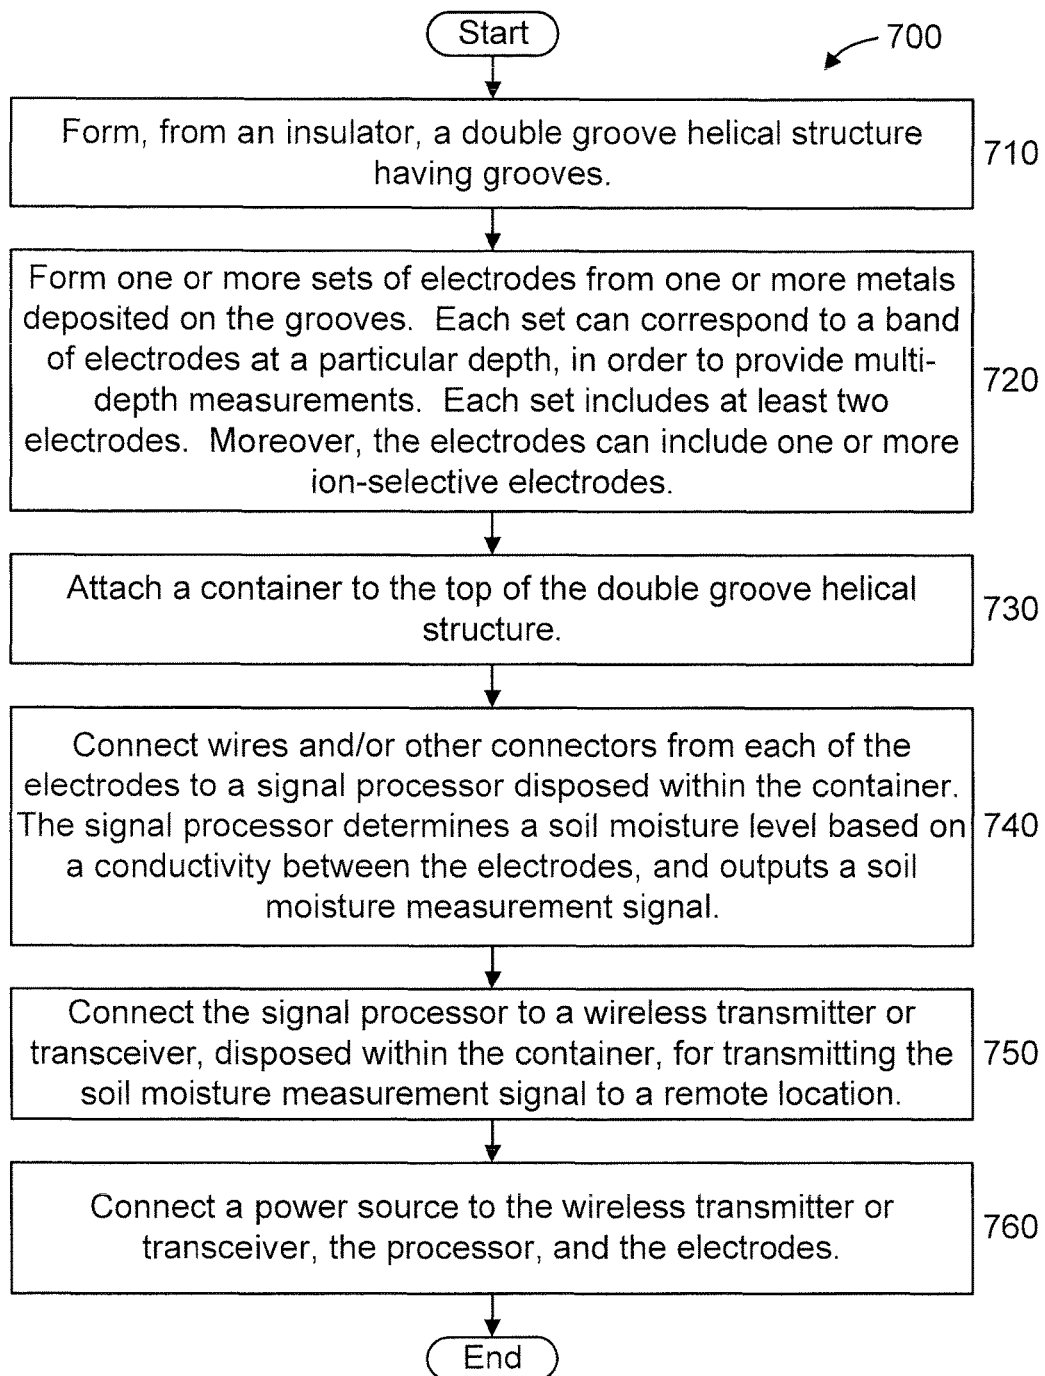 Start
700
Form, from an insulator, a double groove helical structure
having grooves.
710
Form one or more sets of electrodes from one or more metals
deposited on the grooves.  Each set can correspond to a band
of electrodes at a particular depth, in order to provide multi-
depth measurements.  Each set includes at least two
electrodes.  Moreover, the electrodes can include one or more
ion-selective electrodes.
720
Attach a container to the top of the double groove helical
structure.
730
Connect wires and/or other connectors from each of the
electrodes to a signal processor disposed within the container.
The signal processor determines a soil moisture level based on
a conductivity between the electrodes, and outputs a soil
moisture measurement signal.
740
Connect the signal processor to a wireless transmitter or
transceiver, disposed within the container, for transmitting the
soil moisture measurement signal to a remote location.
750
Connect a power source to the wireless transmitter or
transceiver, the processor, and the electrodes.
760
End